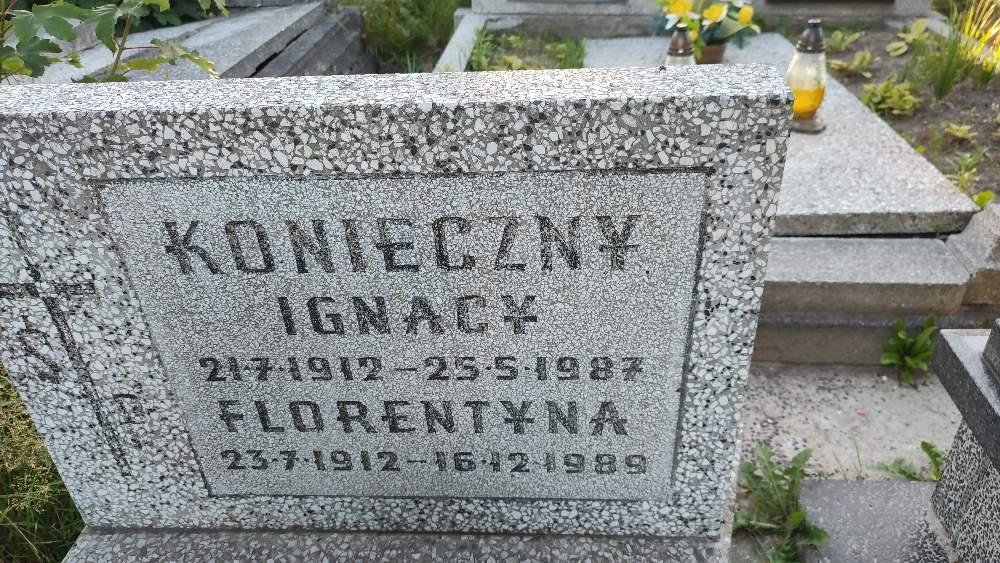 KONIECZNY
IGNACY
21·7·1912-25·5·1987
FLORENTYNA
23·7·1912-16·12·1989